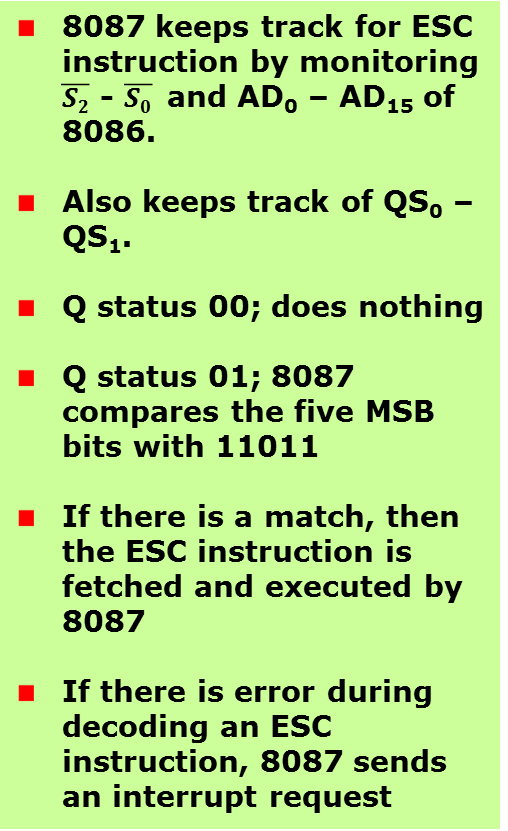 ■ 8087 keeps track for ESC
instruction by monitoring
S̅₂ - S̅₀ and AD₀ – AD₁₅ of
8086.
■ Also keeps track of QS₀ –
QS₁.
■ Q status 00; does nothing
■ Q status 01; 8087
compares the five MSB
bits with 11011
■ If there is a match, then
the ESC instruction is
fetched and executed by
8087
■ If there is error during
decoding an ESC
instruction, 8087 sends
an interrupt request